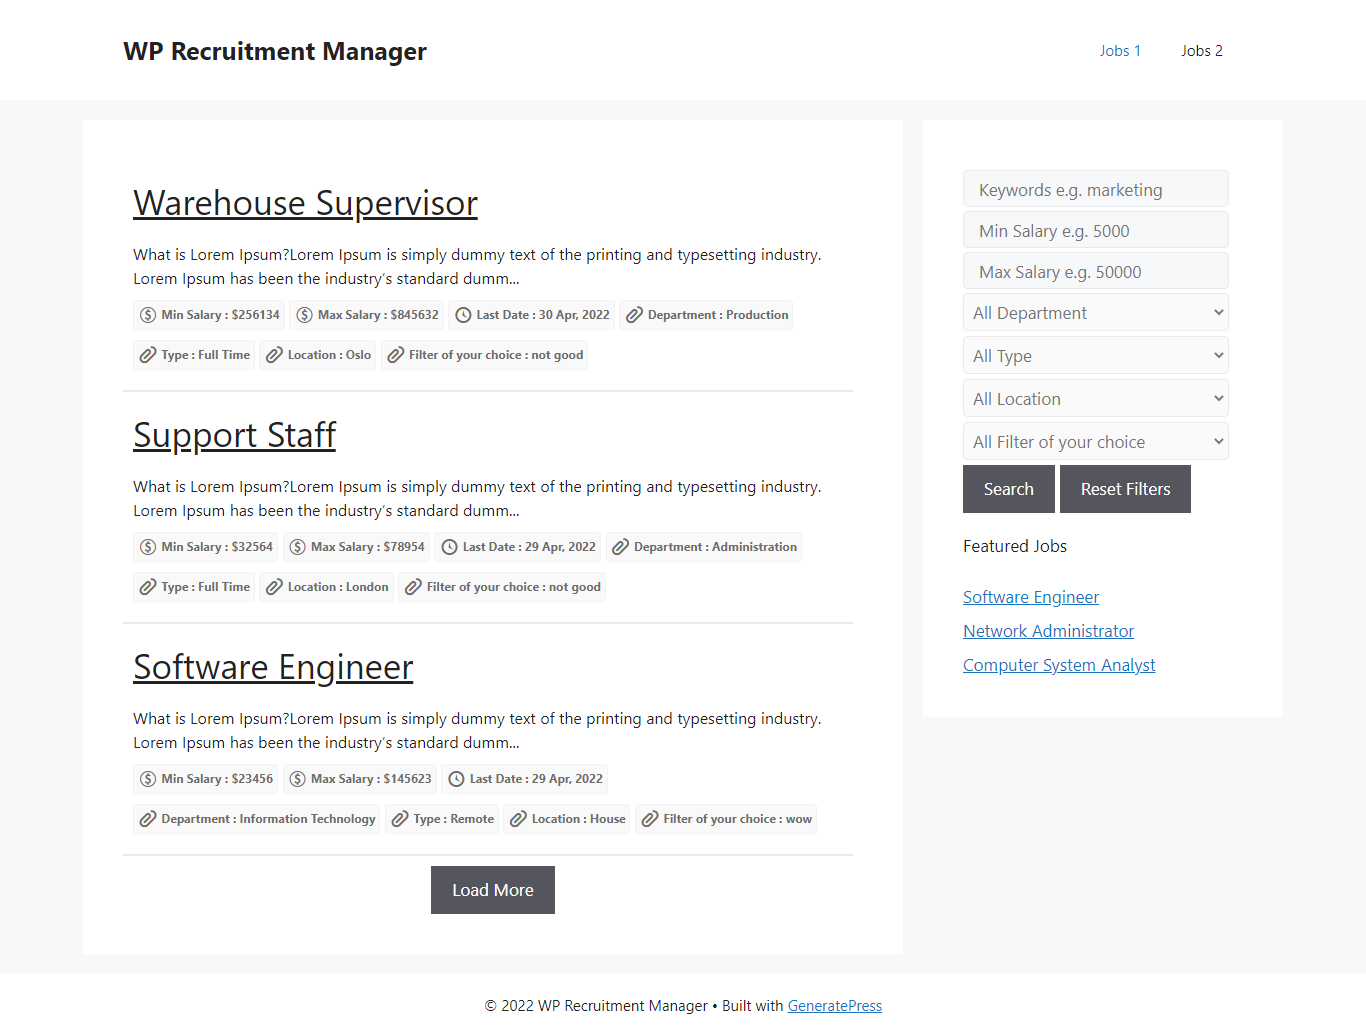 WP Recruitment Manager
Jobs 1
Jobs 2
Warehouse Supervisor
What is Lorem Ipsum?Lorem Ipsum is simply dummy text of the printing and typesetting industry.
Lorem Ipsum has been the industry’s standard dumm...
Min Salary : $256134 Max Salary : $845632 Last Date : 30 Apr, 2022 Department : Production
Type : Full Time Location : Oslo Filter of your choice : not good
Support Staff
What is Lorem Ipsum?Lorem Ipsum is simply dummy text of the printing and typesetting industry.
Lorem Ipsum has been the industry’s standard dumm...
Min Salary : $32564 Max Salary : $78954 Last Date : 29 Apr, 2022 Department : Administration
Type : Full Time Location : London Filter of your choice : not good
Software Engineer
What is Lorem Ipsum?Lorem Ipsum is simply dummy text of the printing and typesetting industry.
Lorem Ipsum has been the industry’s standard dumm...
Min Salary : $23456 Max Salary : $145623 Last Date : 29 Apr, 2022
Department : Information Technology Type : Remote Location : House Filter of your choice : wow
Load More
Keywords e.g. marketing
Min Salary e.g. 5000
Max Salary e.g. 50000
All Department
All Type
All Location
All Filter of your choice
Search Reset Filters
Featured Jobs
Software Engineer
Network Administrator
Computer System Analyst
© 2022 WP Recruitment Manager • Built with GeneratePress